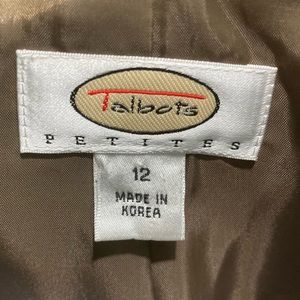 Talbots
PETITES
12
MADE IN
KOREA